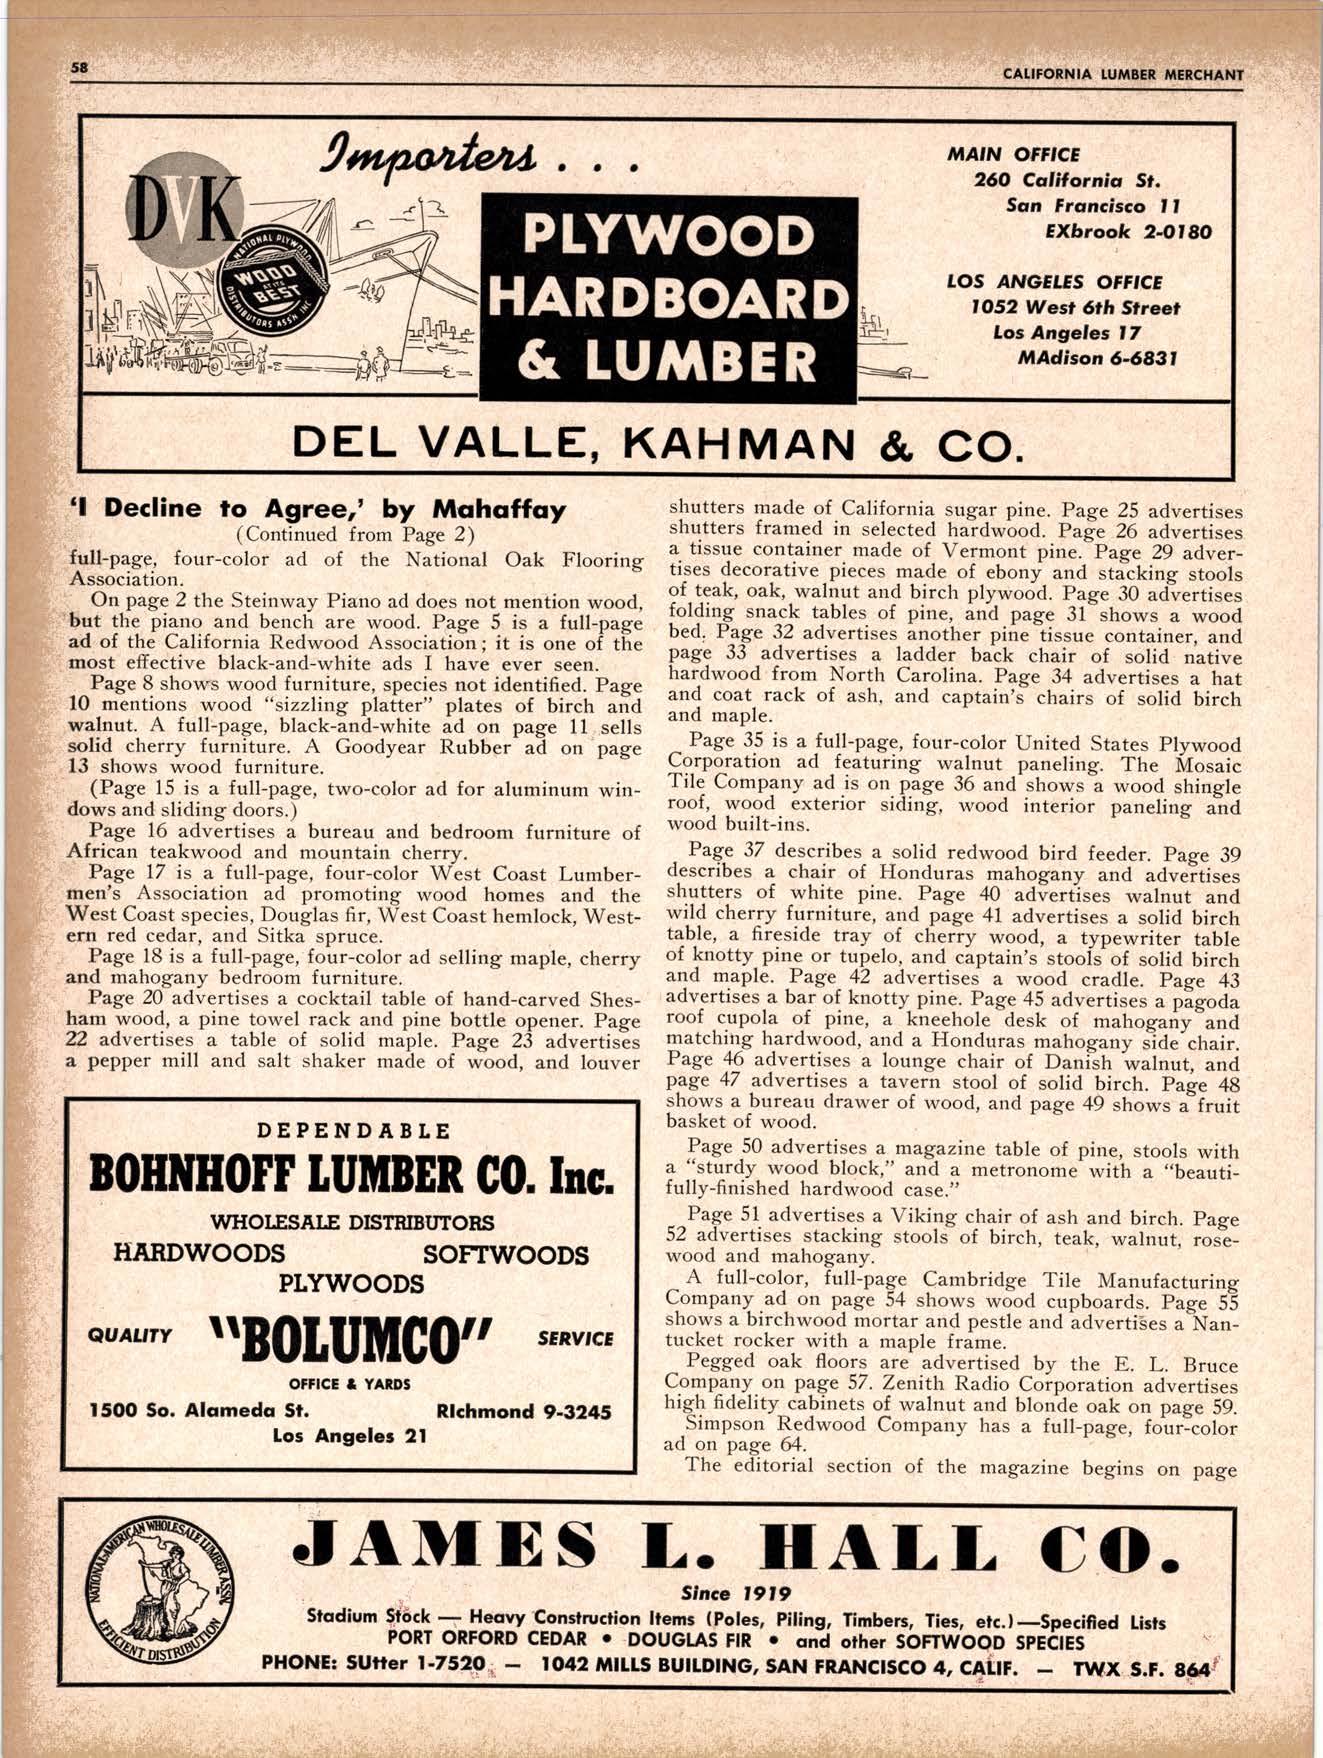 58
CALIFORNIA LUMBER MERCHANT
DVK
NATIONAL PLYWOOD DISTRIBUTORS ASS'N INC.
WOOD
AT ITS
BEST
Importers . . .
PLYWOOD
HARDBOARD
& LUMBER
MAIN OFFICE
260 California St.
San Francisco 11
EXbrook 2-0180
LOS ANGELES OFFICE
1052 West 6th Street
Los Angeles 17
MAdison 6-6831
DEL VALLE, KAHMAN & CO.
'I Decline to Agree,' by Mahaffay
(Continued from Page 2)
full-page, four-color ad of the National Oak Flooring
Association.
On page 2 the Steinway Piano ad does not mention wood,
but the piano and bench are wood. Page 5 is a full-page
ad of the California Redwood Association; it is one of the
most effective black-and-white ads I have ever seen.
Page 8 shows wood furniture, species not identified. Page
10 mentions wood "sizzling platter" plates of birch and
walnut. A full-page, black-and-white ad on page 11 sells
solid cherry furniture. A Goodyear Rubber ad on page
13 shows wood furniture.
(Page 15 is a full-page, two-color ad for aluminum win-
dows and sliding doors.)
Page 16 advertises a bureau and bedroom furniture of
African teakwood and mountain cherry.
Page 17 is a full-page, four-color West Coast Lumber-
men's Association ad promoting wood homes and the
West Coast species, Douglas fir, West Coast hemlock, West-
ern red cedar, and Sitka spruce.
Page 18 is a full-page, four-color ad selling maple, cherry
and mahogany bedroom furniture.
Page 20 advertises a cocktail table of hand-carved Shes-
ham wood, a pine towel rack and pine bottle opener. Page
22 advertises a table of solid maple. Page 23 advertises
a pepper mill and salt shaker made of wood, and louver
shutters made of California sugar pine. Page 25 advertises
shutters framed in selected hardwood. Page 26 advertises
a tissue container made of Vermont pine. Page 29 adver-
tises decorative pieces made of ebony and stacking stools
of teak, oak, walnut and birch plywood. Page 30 advertises
folding snack tables of pine, and page 31 shows a wood
bed. Page 32 advertises another pine tissue container, and
page 33 advertises a ladder back chair of solid native
hardwood from North Carolina. Page 34 advertises a hat
and coat rack of ash, and captain's chairs of solid birch
and maple.
Page 35 is a full-page, four-color United States Plywood
Corporation ad featuring walnut paneling. The Mosaic
Tile Company ad is on page 36 and shows a wood shingle
roof, wood exterior siding, wood interior paneling and
wood built-ins.
Page 37 describes a solid redwood bird feeder. Page 39
describes a chair of Honduras mahogany and advertises
shutters of white pine. Page 40 advertises walnut and
wild cherry furniture, and page 41 advertises a solid birch
table, a fireside tray of cherry wood, a typewriter table
of knotty pine or tupelo, and captain's stools of solid birch
and maple. Page 42 advertises a wood cradle. Page 43
advertises a bar of knotty pine. Page 45 advertises a pagoda
roof cupola of pine, a kneehole desk of mahogany and
matching hardwood, and a Honduras mahogany side chair.
Page 46 advertises a lounge chair of Danish walnut, and
page 47 advertises a tavern stool of solid birch. Page 48
shows a bureau drawer of wood, and page 49 shows a fruit
basket of wood.
Page 50 advertises a magazine table of pine, stools with
a "sturdy wood block," and a metronome with a "beauti-
fully-finished hardwood case."
Page 51 advertises a Viking chair of ash and birch. Page
52 advertises stacking stools of birch, teak, walnut, rose-
wood and mahogany.
A full-color, full-page Cambridge Tile Manufacturing
Company ad on page 54 shows wood cupboards. Page 55
shows a birchwood mortar and pestle and advertises a Nan-
tucket rocker with a maple frame.
Pegged oak floors are advertised by the E. L. Bruce
Company on page 57. Zenith Radio Corporation advertises
high fidelity cabinets of walnut and blonde oak on page 59.
Simpson Redwood Company has a full-page, four-color
ad on page 64.
The editorial section of the magazine begins on page
DEPENDABLE
BOHNHOFF LUMBER CO. Inc.
WHOLESALE DISTRIBUTORS
HARDWOODS SOFTWOODS
PLYWOODS
QUALITY "BOLUMCO" SERVICE
OFFICE & YARDS
1500 So. Alameda St. RIchmond 9-3245
Los Angeles 21
NATIONAL-AMERICAN WHOLESALE LUMBER ASS'N
EFFICIENT DISTRIBUTION
JAMES L. HALL CO.
Since 1919
Stadium Stock — Heavy Construction Items (Poles, Piling, Timbers, Ties, etc.)—Specified Lists
PORT ORFORD CEDAR • DOUGLAS FIR • and other SOFTWOOD SPECIES
PHONE: SUtter 1-7520 — 1042 MILLS BUILDING, SAN FRANCISCO 4, CALIF. — TWX S.F. 864